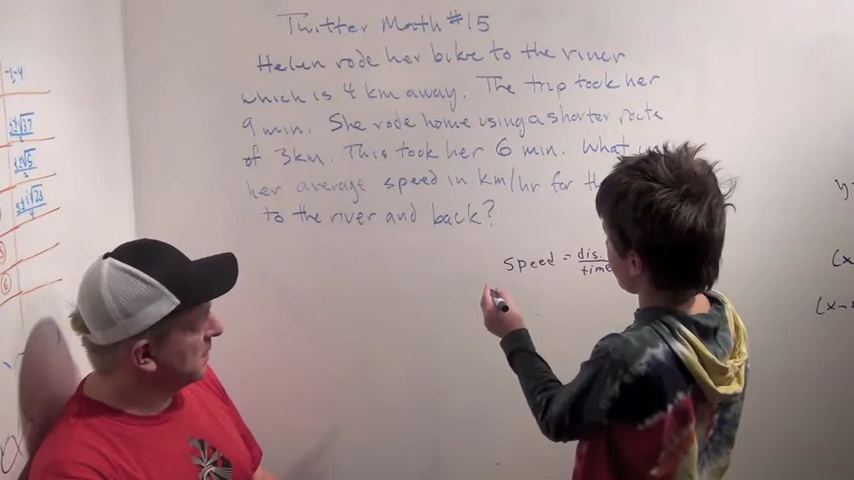 Twitter Math #15
Helen rode her bike to the river
which is 4 km away. The trip took her
9 min. She rode home using a shorter route
of 3km. This took her 6 min. What
her average speed in km/hr for
to the river and back?
speed = dis.
time